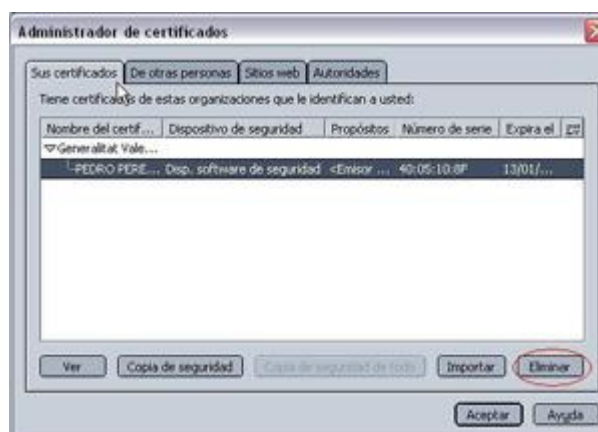 Administrador de certificados
Sus certificados De otras personas Sitios web Autoridades
Tiene certificados de estas organizaciones que le identifican a usted:
Nombre del certif... Dispositivo de seguridad Propósitos Número de serie Expira el
Generalitat Vale...
PEDRO PERE... Disp. software de seguridad <Emisor ... 40:05:10:8F 13/01/...
Ver Copia de seguridad Copia de seguridad de todo Importar Eliminar
Aceptar Ayuda